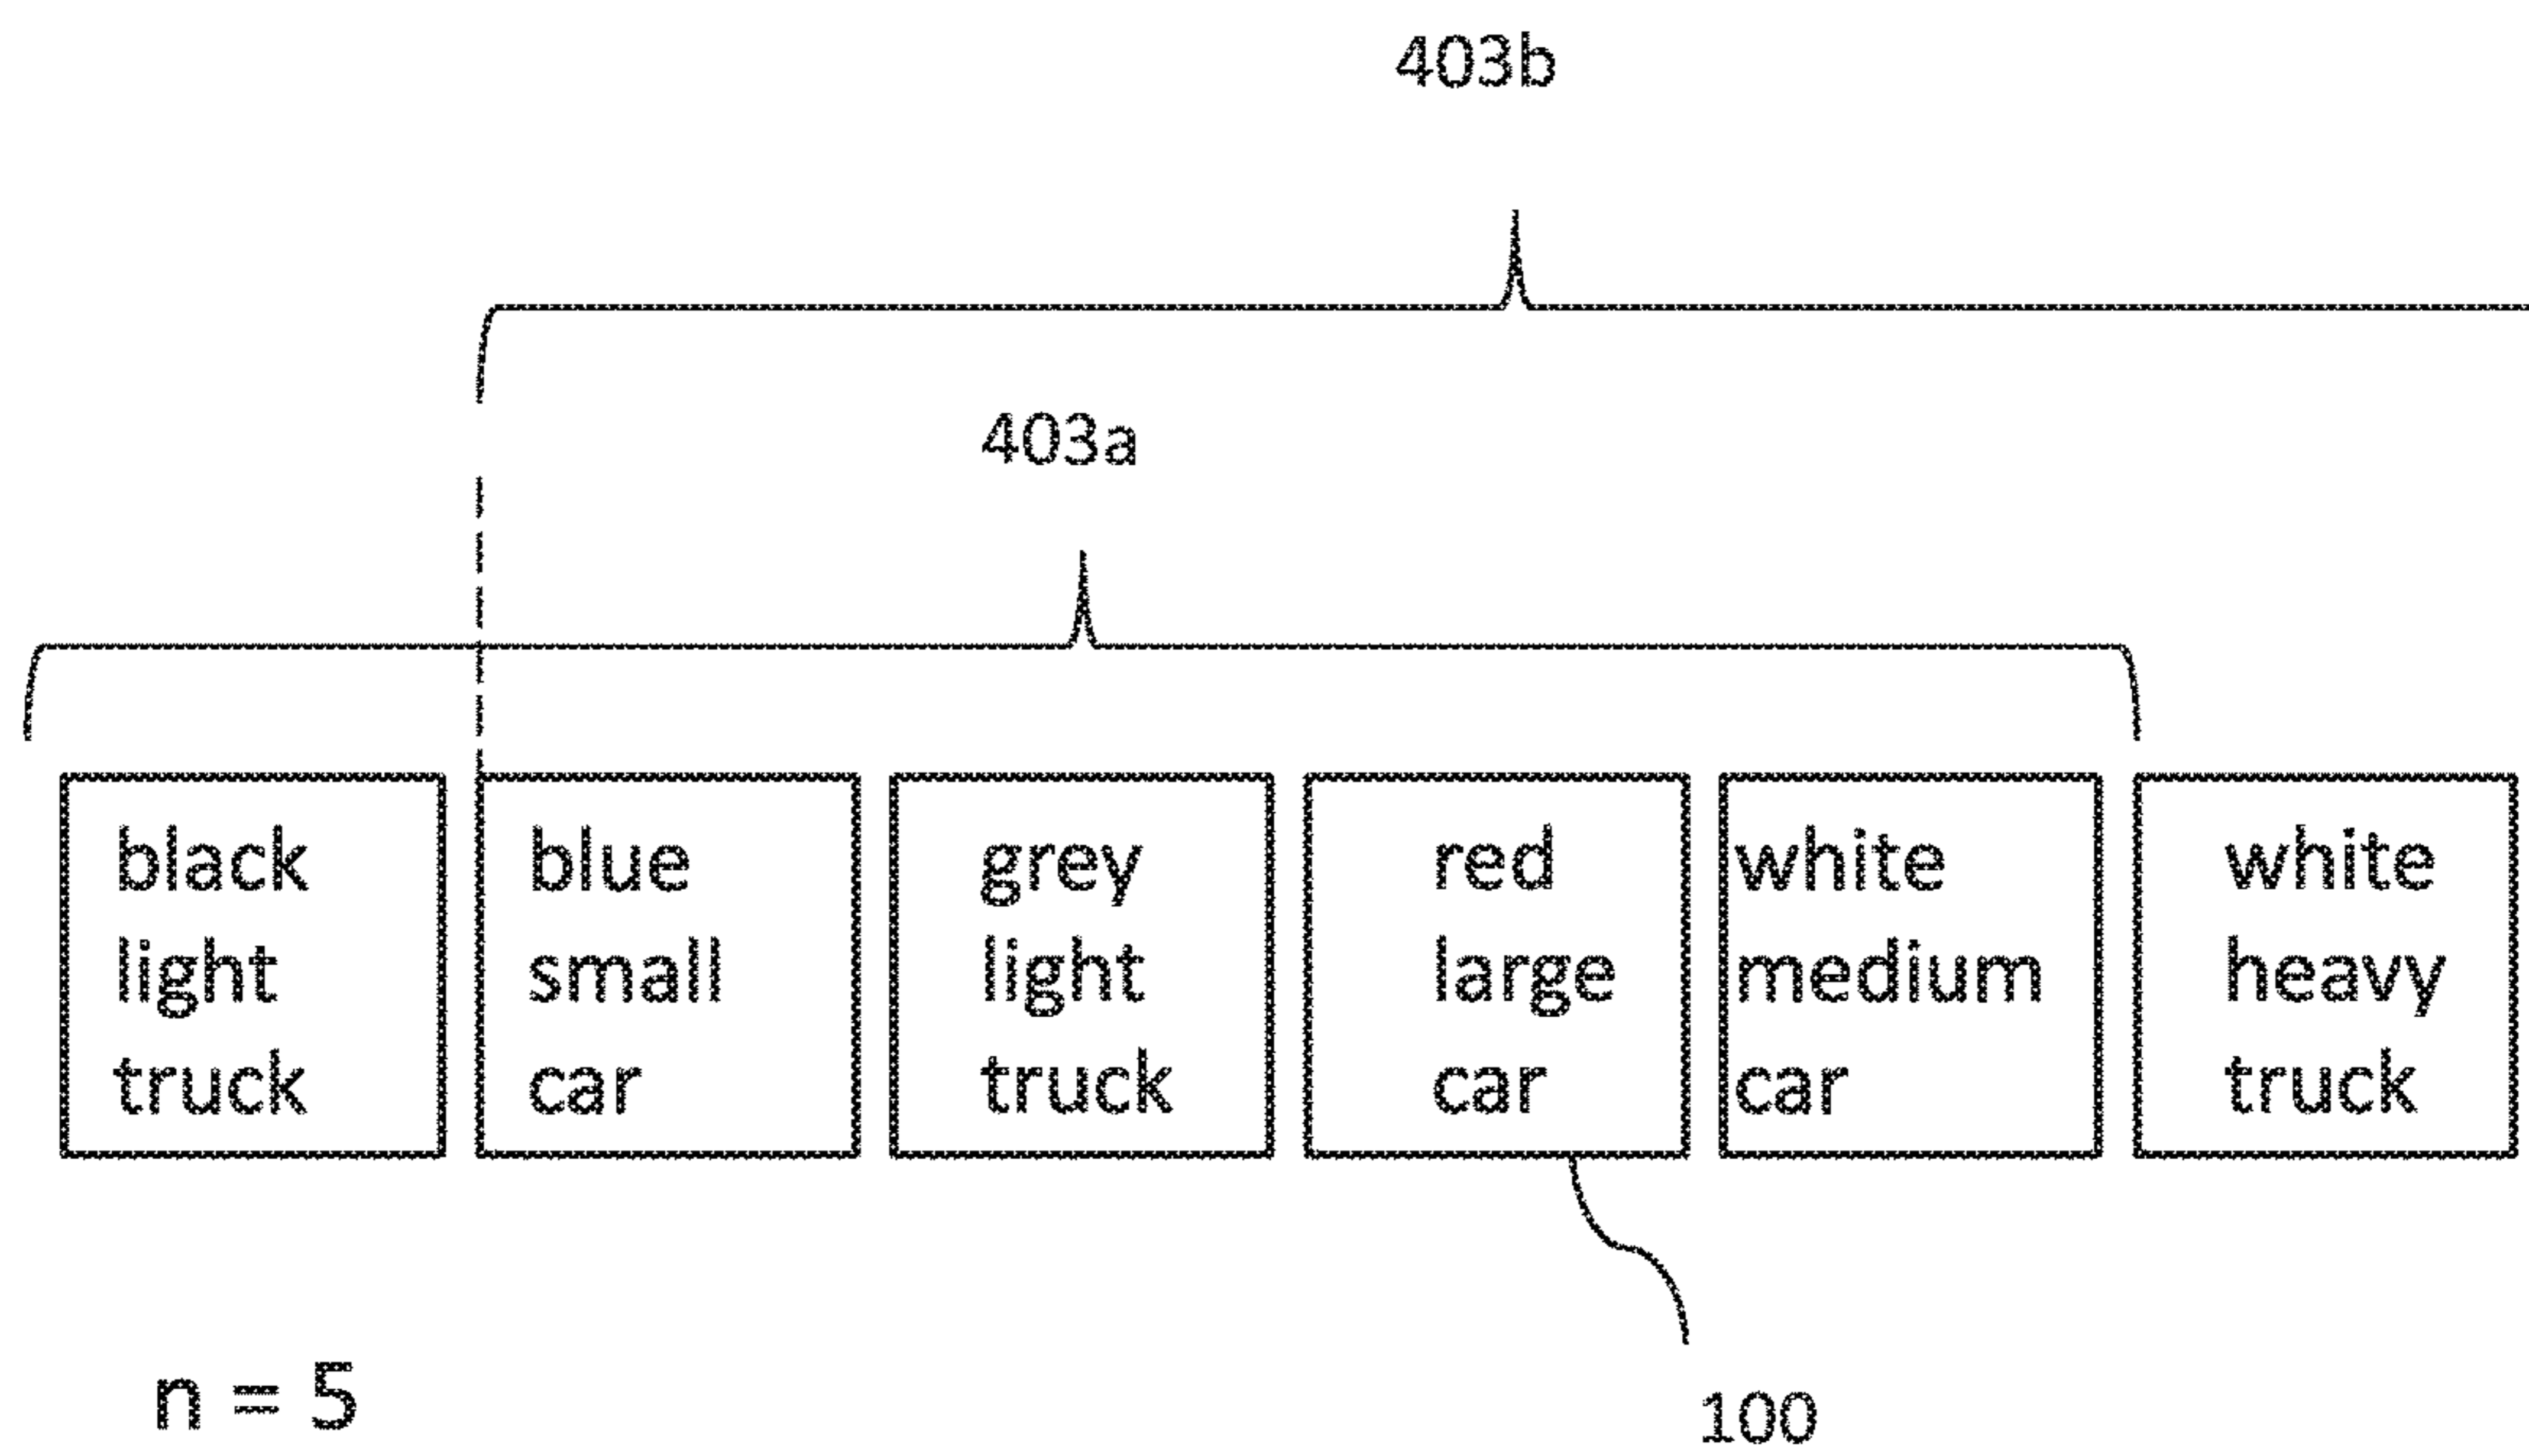 403b
403a
black
light
truck
blue
small
car
grey
light
truck
red
large
car
white
medium
car
white
heavy
truck
n = 5
100